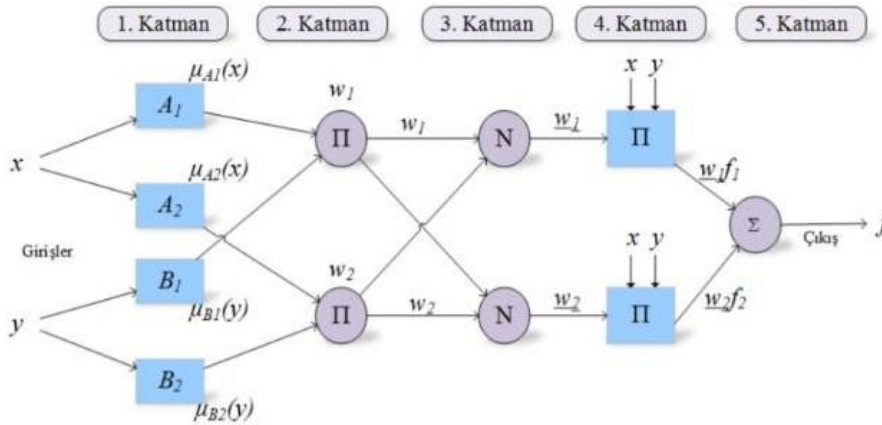 1. Katman 2. Katman 3. Katman 4. Katman 5. Katman
μA1(x)
x y
A1
w1
Π
w1
N
w1
Π
x
μA2(x)
w1f1
A2
Σ
Girişler
x y
Çıkış
B1
w2
μB1(y)
w2f2
y
Π
w2
N
w2
Π
B2
μB2(y)